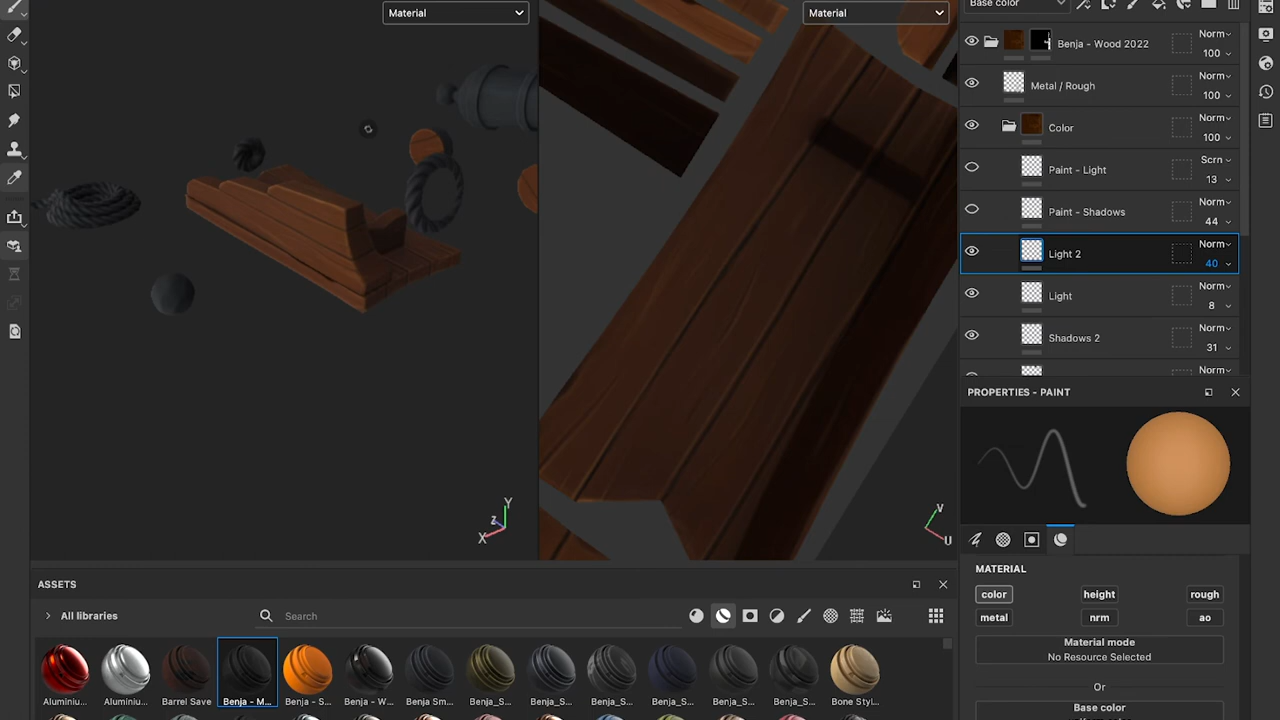 Material
Material
Base color
Benja - Wood 2022
Norm
100
Metal / Rough
Norm
100
Color
Norm
100
Paint - Light
Scrn
13
Paint - Shadows
Norm
44
Light 2
Norm
40
Light
Norm
8
Shadows 2
Norm
31
Norm
PROPERTIES - PAINT
Y
Z
X
V
U
MATERIAL
color
height
rough
metal
nrm
ao
Material mode
No Resource Selected
Or
Base color
ASSETS
All libraries
Search
Aluminiu...
Aluminiu...
Barrel Save
Benja - M...
Benja - S...
Benja - W...
Benja Sm...
Benja_S...
Benja_S...
Benja_S...
Benja_S...
Benja_S...
Benja_S...
Bone Styl...